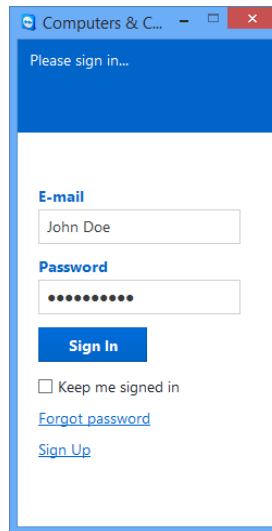 Computers & C...
Please sign in...
E-mail
John Doe
Password
●●●●●●●●●●
Sign In
Keep me signed in
Forgot password
Sign Up